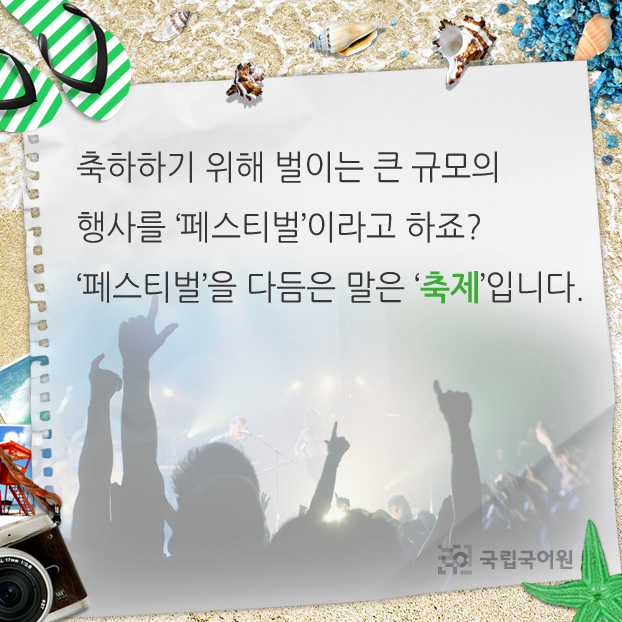 축하하기 위해 벌이는 큰 규모의
행사를 ‘페스티벌’이라고 하죠?
‘페스티벌’을 다듬은 말은 ‘축제’입니다.
국립국어원